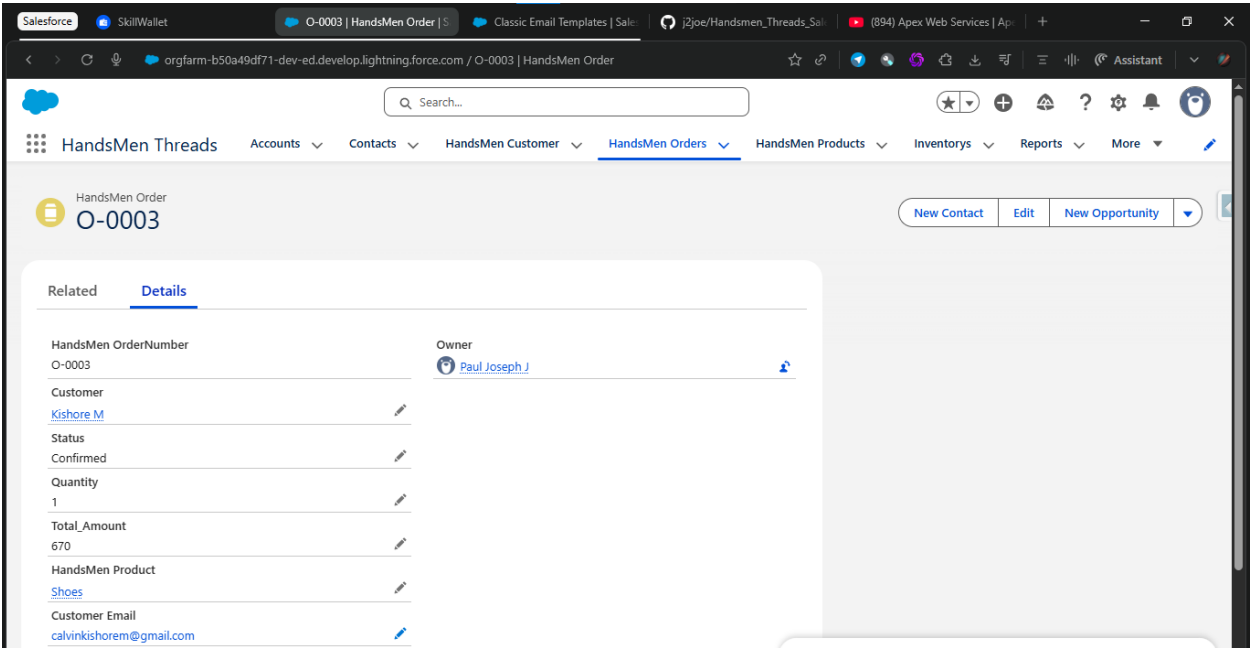 Salesforce SkillWallet O-0003 | HandsMen Order | S Classic Email Templates | Sale j2joe/Handsmen_Threads_Sal (894) Apex Web Services | Ap
orgfarm-b50a49df71-dev-ed.develop.lightning.force.com / O-0003 | HandsMen Order Assistant
Search...
HandsMen Threads Accounts Contacts HandsMen Customer HandsMen Orders HandsMen Products Inventorys Reports More
HandsMen Order
O-0003
New Contact Edit New Opportunity
Related Details
HandsMen OrderNumber
O-0003
Owner
Paul Joseph J
Customer
Kishore M
Status
Confirmed
Quantity
1
Total_Amount
670
HandsMen Product
Shoes
Customer Email
calvinkishorem@gmail.com